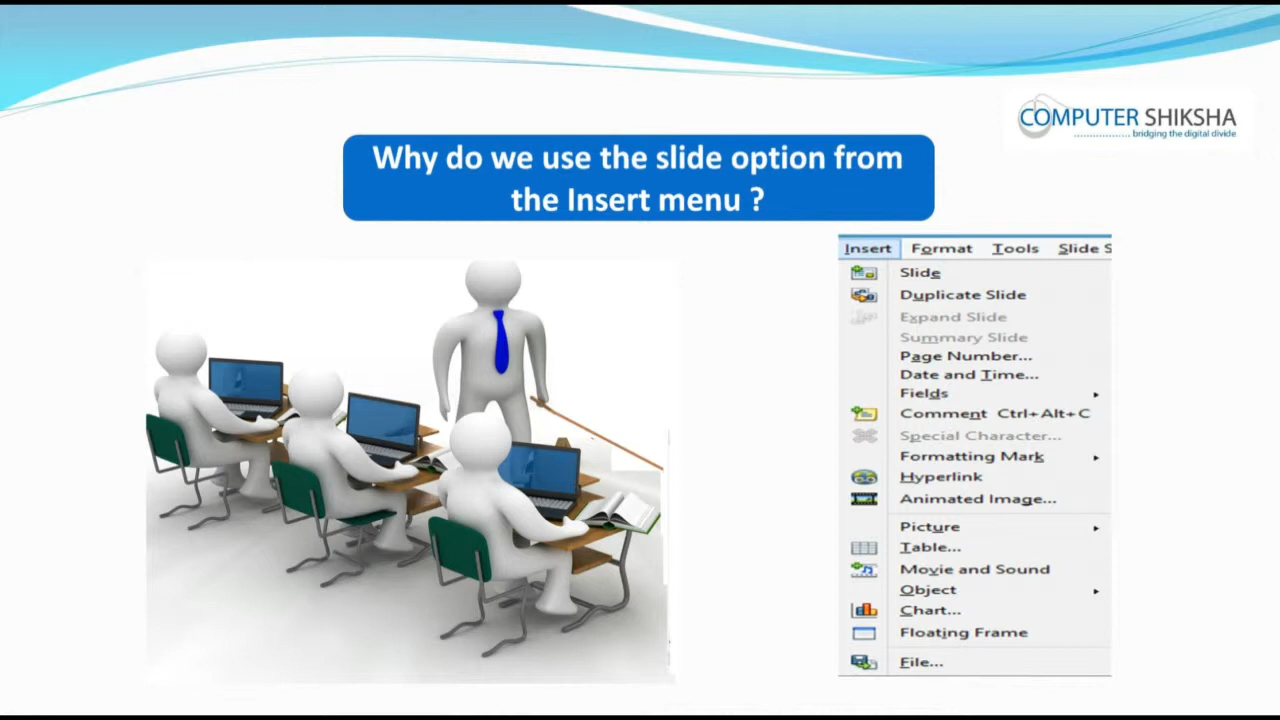 COMPUTER SHIKSHA
bridging the digital divide
Why do we use the slide option from
the Insert menu ?
Insert Format Tools Slide S
Slide
Duplicate Slide
Expand Slide
Summary Slide
Page Number...
Date and Time...
Fields
Comment Ctrl+Alt+C
Special Character...
Formatting Mark
Hyperlink
Animated Image...
Picture
Table...
Movie and Sound
Object
Chart...
Floating Frame
File...